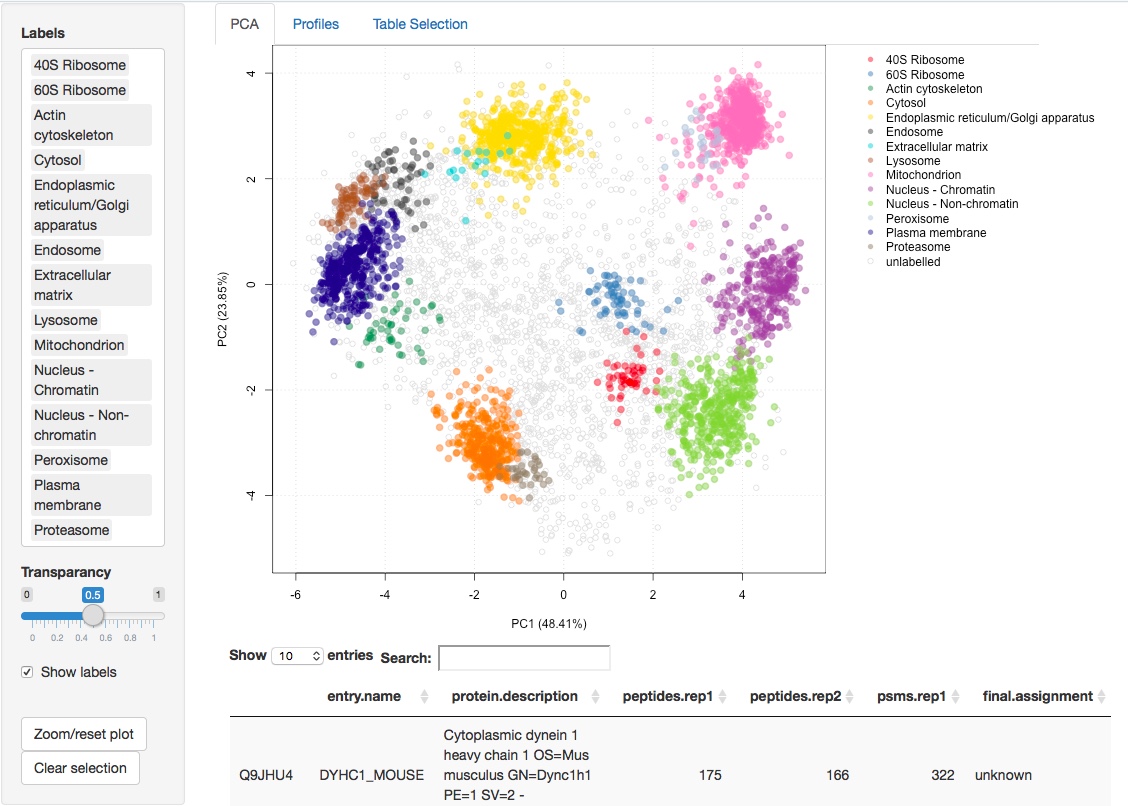 Labels
40S Ribosome
60S Ribosome
Actin
cytoskeleton
Cytosol
Endoplasmic
reticulum/Golgi
apparatus
Endosome
Extracellular
matrix
Lysosome
Mitochondrion
Nucleus -
Chromatin
Nucleus - Non-
chromatin
Peroxisome
Plasma
membrane
Proteasome
Transparancy
0 0.5 1
0 0.2 0.4 0.6 0.8 1
Show labels
Zoom/reset plot
Clear selection
PCA Profiles Table Selection
PC2 (23.85%)
4
2
0
-2
-4
-6 -4 -2 0 2 4
PC1 (48.41%)
40S Ribosome
60S Ribosome
Actin cytoskeleton
Cytosol
Endoplasmic reticulum/Golgi apparatus
Endosome
Extracellular matrix
Lysosome
Mitochondrion
Nucleus - Chromatin
Nucleus - Non-chromatin
Peroxisome
Plasma membrane
Proteasome
unlabelled
Show 10 entries Search:
entry.name protein.description peptides.rep1 peptides.rep2 psms.rep1 final.assignment
Cytoplasmic dynein 1
heavy chain 1 OS=Mus
Q9JHU4 DYHC1_MOUSE musculus GN=Dync1h1 175 166 322 unknown
PE=1 SV=2 -